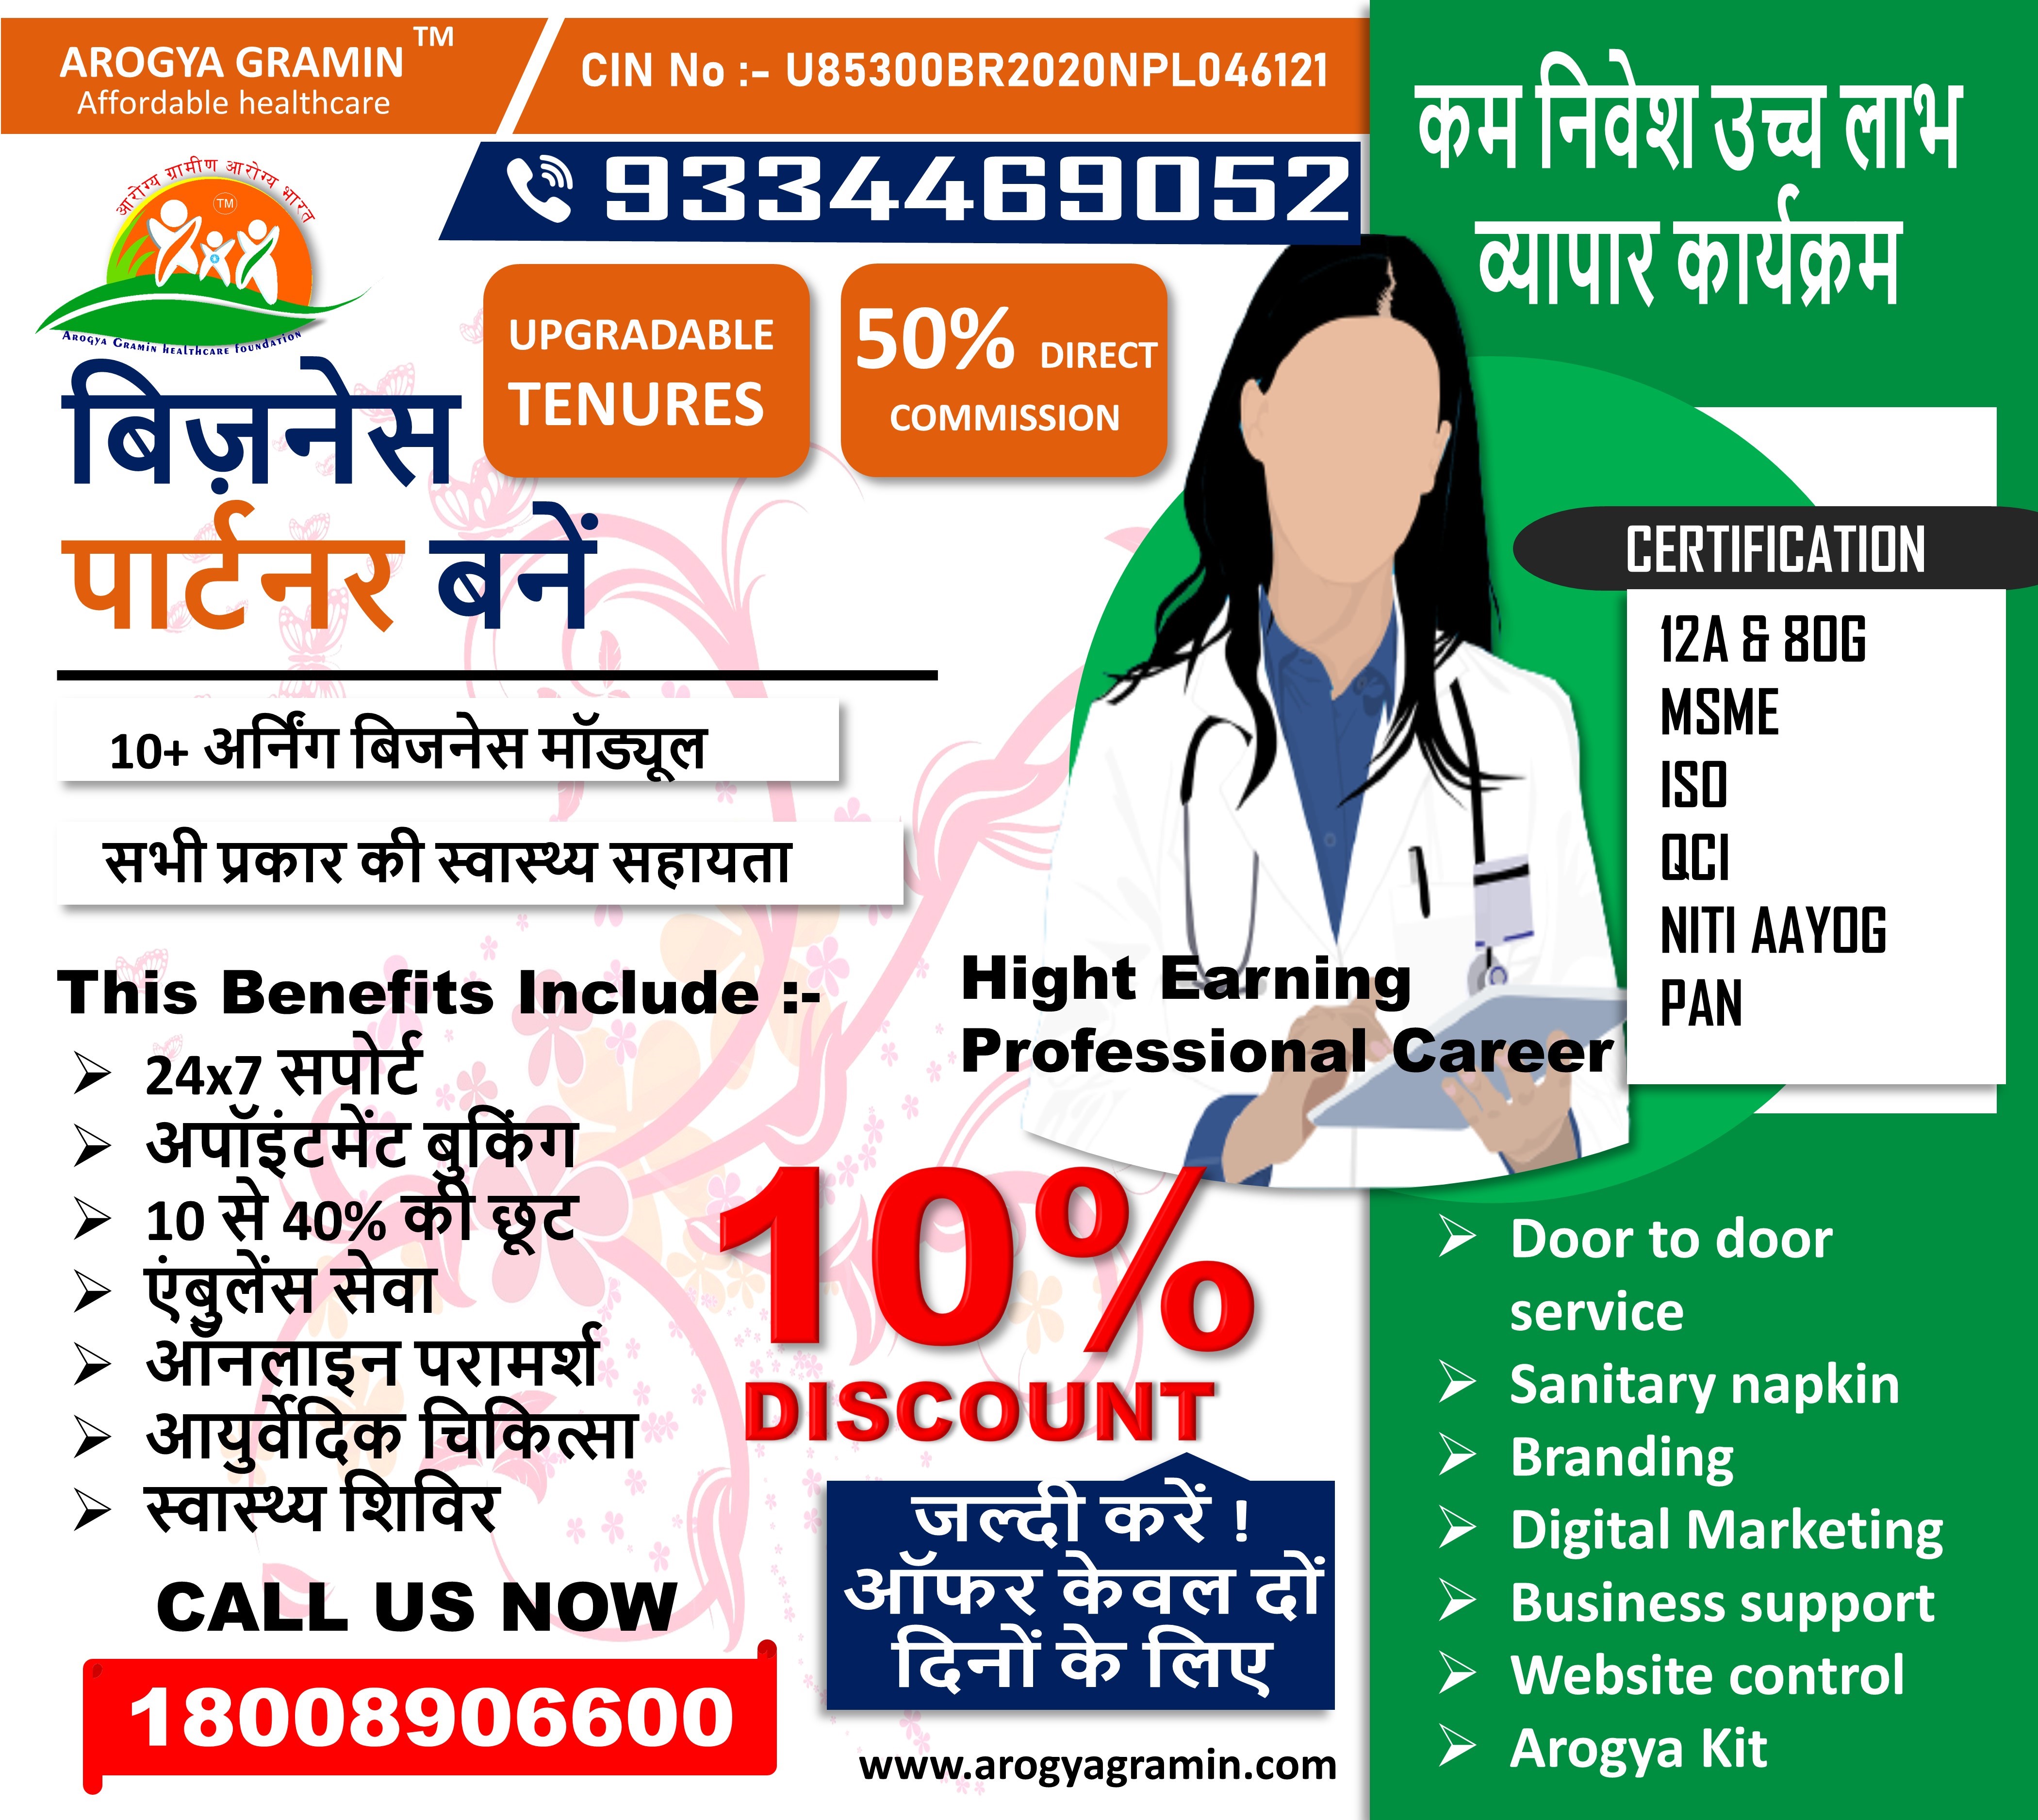 AROGYA GRAMIN TM
Affordable healthcare
CIN No :- U85300BR2020NPL046121
9334469052
आरोग्य ग्रामीण आरोग्य भारत
TM
Arogya Gramin Healthcare foundation
बिज़नेस
पार्टनर बनें
UPGRADABLE
TENURES
50% DIRECT
COMMISSION
कम निवेश उच्च लाभ
व्यापार कार्यक्रम
CERTIFICATION
12A & 80G
MSME
ISO
QCI
NITI AAYOG
PAN
10+ अर्निंग बिजनेस मॉड्यूल
सभी प्रकार की स्वास्थ्य सहायता
This Benefits Include :-
24x7 सपोर्ट
अपॉइंटमेंट बुकिंग
10 से 40% की छूट
एंबुलेंस सेवा
ऑनलाइन परामर्श
आयुर्वेदिक चिकित्सा
स्वास्थ्य शिविर
Hight Earning
Professional Career
10%
DISCOUNT
जल्दी करें !
ऑफर केवल दों
दिनों के लिए
CALL US NOW
18008906600
www.arogyagramin.com
Door to door
service
Sanitary napkin
Branding
Digital Marketing
Business support
Website control
Arogya Kit